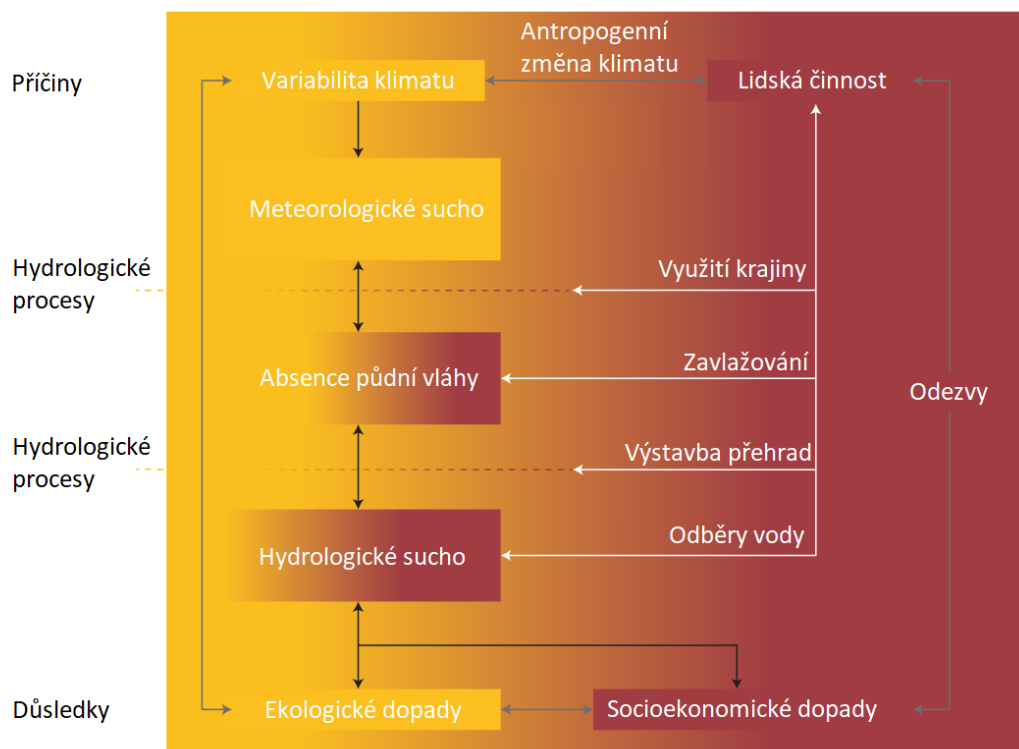 Antropogenní
změna klimatu
Příčiny
Variabilita klimatu
Lidská činnost
Meteorologické sucho
Hydrologické
procesy
Využití krajiny
Absence půdní vláhy
Zavlažování
Odezvy
Hydrologické
procesy
Výstavba přehrad
Hydrologické sucho
Odběry vody
Důsledky
Ekologické dopady
Socioekonomické dopady